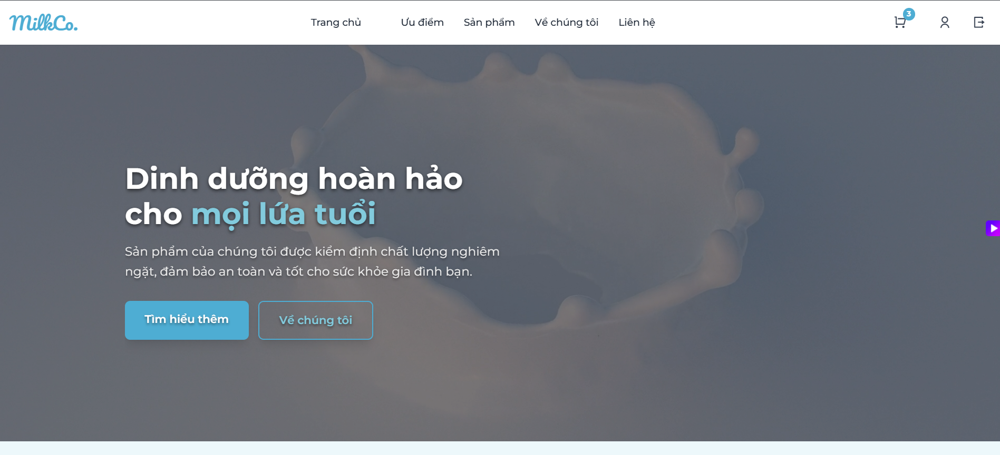 MilkCo.
Trang chủ
Ưu điểm
Sản phẩm
Về chúng tôi
Liên hệ
3
Dinh dưỡng hoàn hảo
cho mọi lứa tuổi
Sản phẩm của chúng tôi được kiểm định chất lượng nghiêm
ngặt, đảm bảo an toàn và tốt cho sức khỏe gia đình bạn.
Tìm hiểu thêm
Về chúng tôi